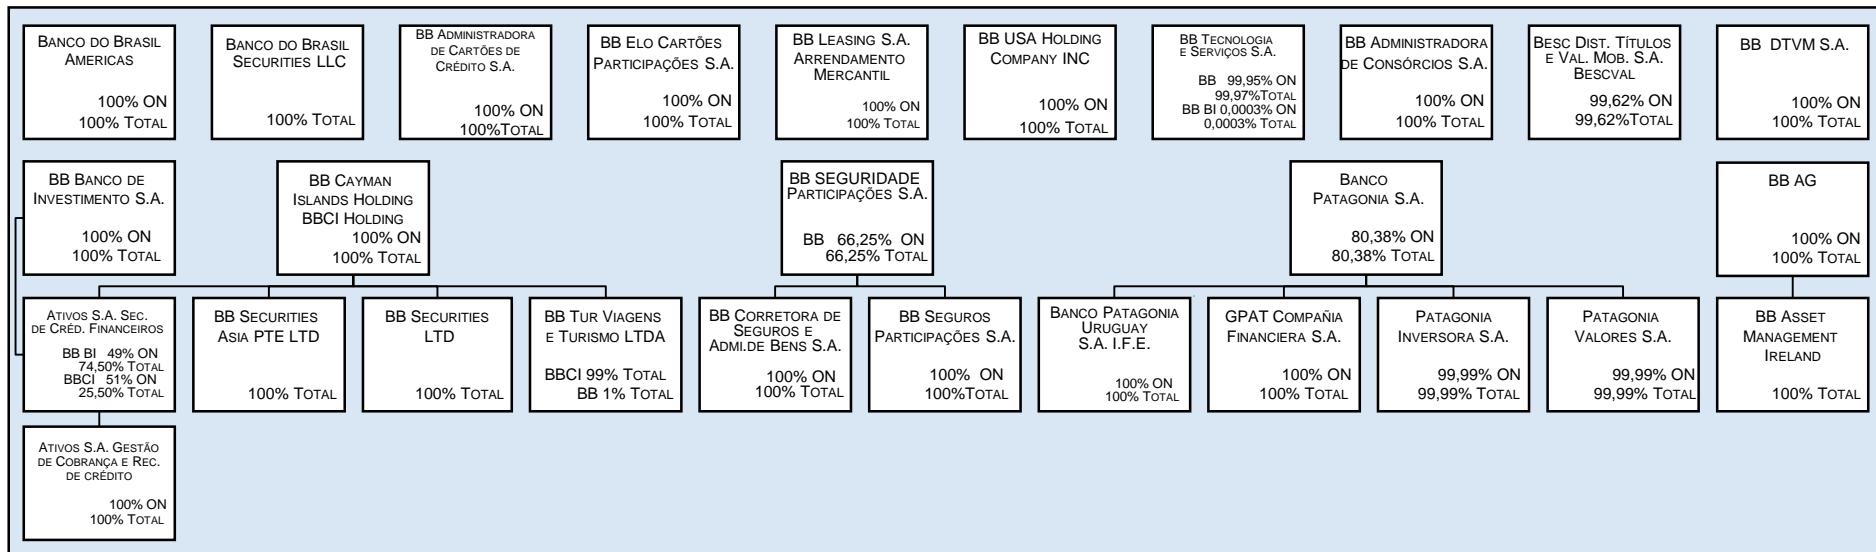 BANCO DO BRASIL
AMERICAS
100% ON
100% TOTAL
BANCO DO BRASIL
SECURITIES LLC
100% TOTAL
BB ADMINISTRADORA
DE CARTÕES DE
CRÉDITO S.A.
100% ON
100%TOTAL
BB ELO CARTÕES
PARTICIPAÇÕES S.A.
100% ON
100% TOTAL
BB LEASING S.A.
ARRENDAMENTO
MERCANTIL
100% ON
100% TOTAL
BB USA HOLDING
COMPANY INC
100% ON
100% TOTAL
BB TECNOLOGIA
E SERVIÇOS S.A.
BB 99,95% ON
99,97%TOTAL
BB BI 0,0003% ON
0,0003% TOTAL
BB ADMINISTRADORA
DE CONSÓRCIOS S.A.
100% ON
100% TOTAL
BESC DIST. TÍTULOS
E VAL. MOB. S.A.
BESCVAL
99,62% ON
99,62%TOTAL
BB DTVM S.A.
100% ON
100% TOTAL
BB BANCO DE
INVESTIMENTO S.A.
100% ON
100% TOTAL
BB CAYMAN
ISLANDS HOLDING
BBCI HOLDING
100% ON
100% TOTAL
BB SEGURIDADE
PARTICIPAÇÕES S.A.
BB 66,25% ON
66,25% TOTAL
BANCO
PATAGONIA S.A.
80,38% ON
80,38% TOTAL
BB AG
100% ON
100% TOTAL
ATIVOS S.A. SEC.
DE CRÉD. FINANCEIROS
BB BI 49% ON
74,50% TOTAL
BBCI 51% ON
25,50% TOTAL
BB SECURITIES
ASIA PTE LTD
100% TOTAL
BB SECURITIES
LTD
100% TOTAL
BB TUR VIAGENS
E TURISMO LTDA
BBCI 99% TOTAL
BB 1% TOTAL
BB CORRETORA DE
SEGUROS E
ADMI.DE BENS S.A.
100% ON
100% TOTAL
BB SEGUROS
PARTICIPAÇÕES S.A.
100% ON
100%TOTAL
BANCO PATAGONIA
URUGUAY
S.A. I.F.E.
100% ON
100% TOTAL
GPAT COMPAÑIA
FINANCIERA S.A.
100% ON
100% TOTAL
PATAGONIA
INVERSORA S.A.
99,99% ON
99,99% TOTAL
PATAGONIA
VALORES S.A.
99,99% ON
99,99% TOTAL
BB ASSET
MANAGEMENT
IRELAND
100% TOTAL
ATIVOS S.A. GESTÃO
DE COBRANÇA E REC.
DE CRÉDITO
100% ON
100% TOTAL